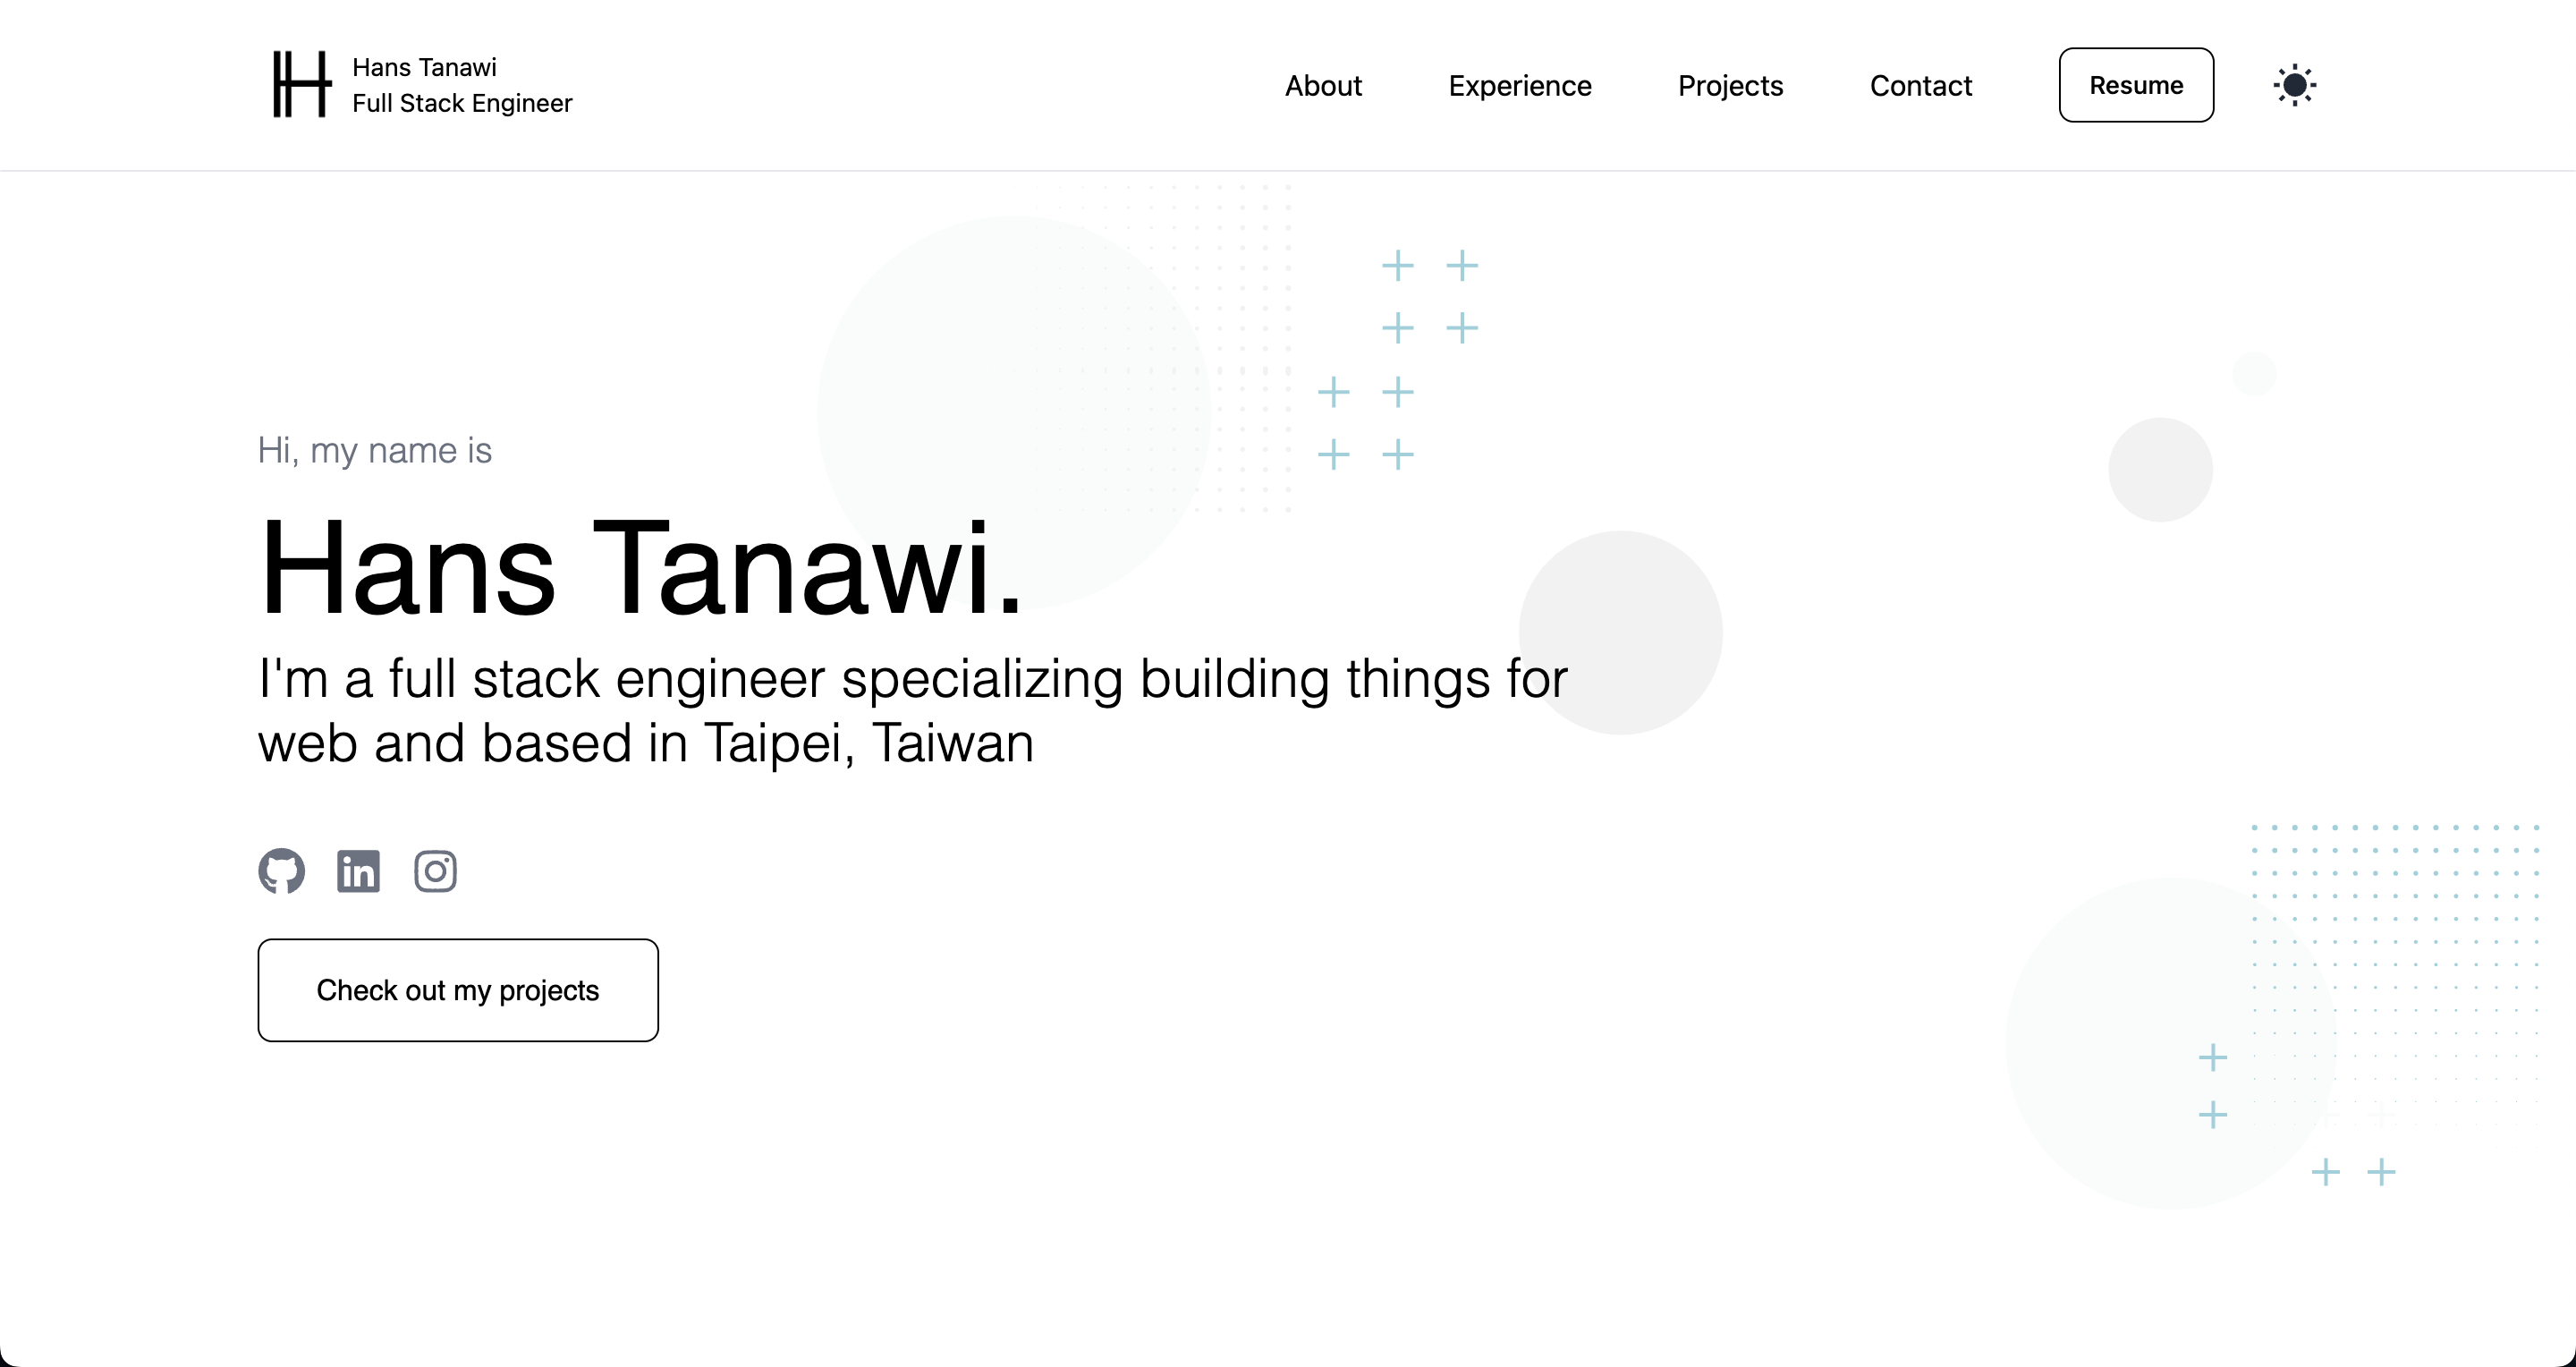 Hans Tanawi
Full Stack Engineer
About
Experience
Projects
Contact
Resume
Hi, my name is
Hans Tanawi.
I'm a full stack engineer specializing building things for
web and based in Taipei, Taiwan
Check out my projects